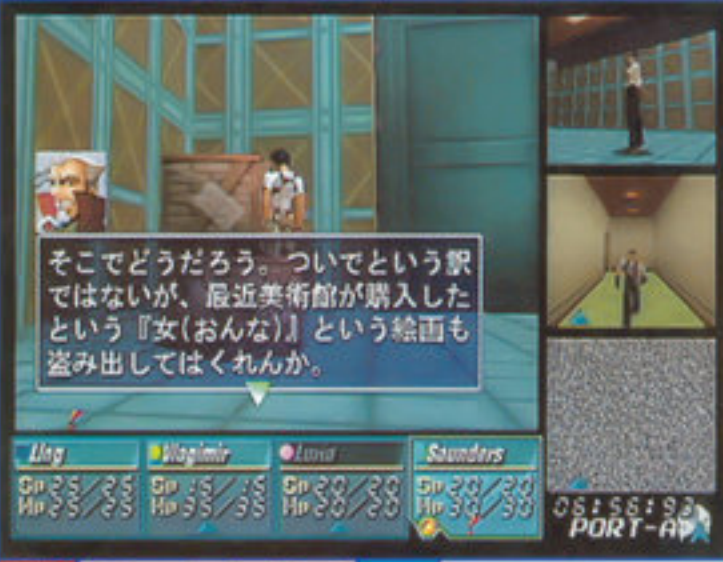 そこでどうだろう。ついでという訳
ではないが、最近美術館が購入した
という『女(おんな)』という絵画も
盗み出してはくれんか。
Ling
Vlagimir
Luna
Saunders
Sp 25/25
Hp 25/25
Sp 15/15
Hp 35/35
Sp 20/20
Hp 20/20
Sp 20/20
Hp 30/30
06:56:93
PORT-A